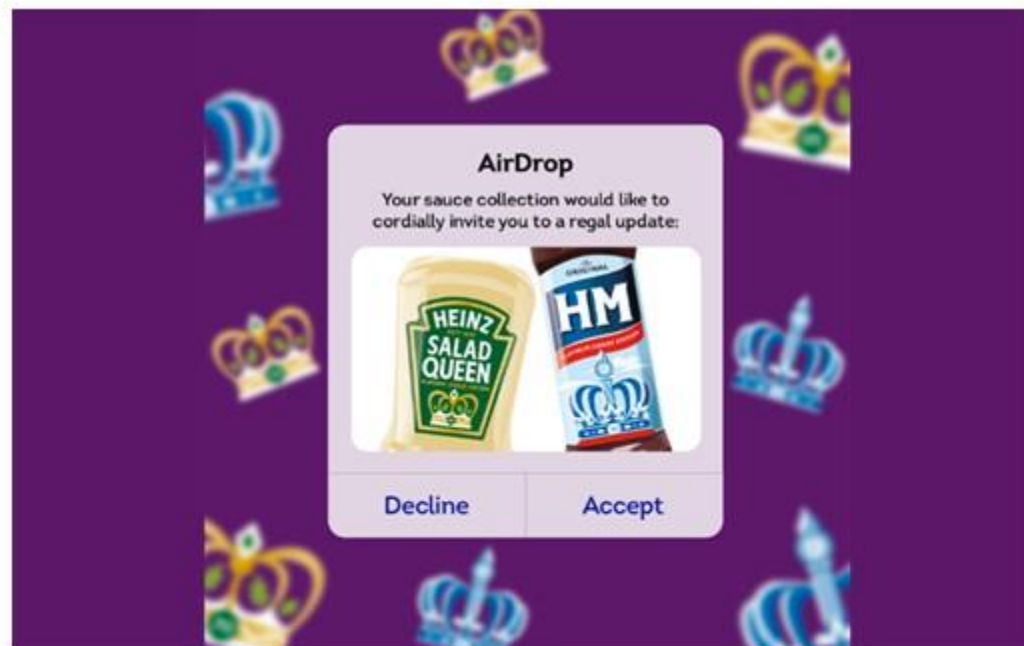 AirDrop
Your sauce collection would like to
cordially invite you to a regal update:
HEINZ
SALAD
QUEEN
ORIGINAL
HM
Decline
Accept